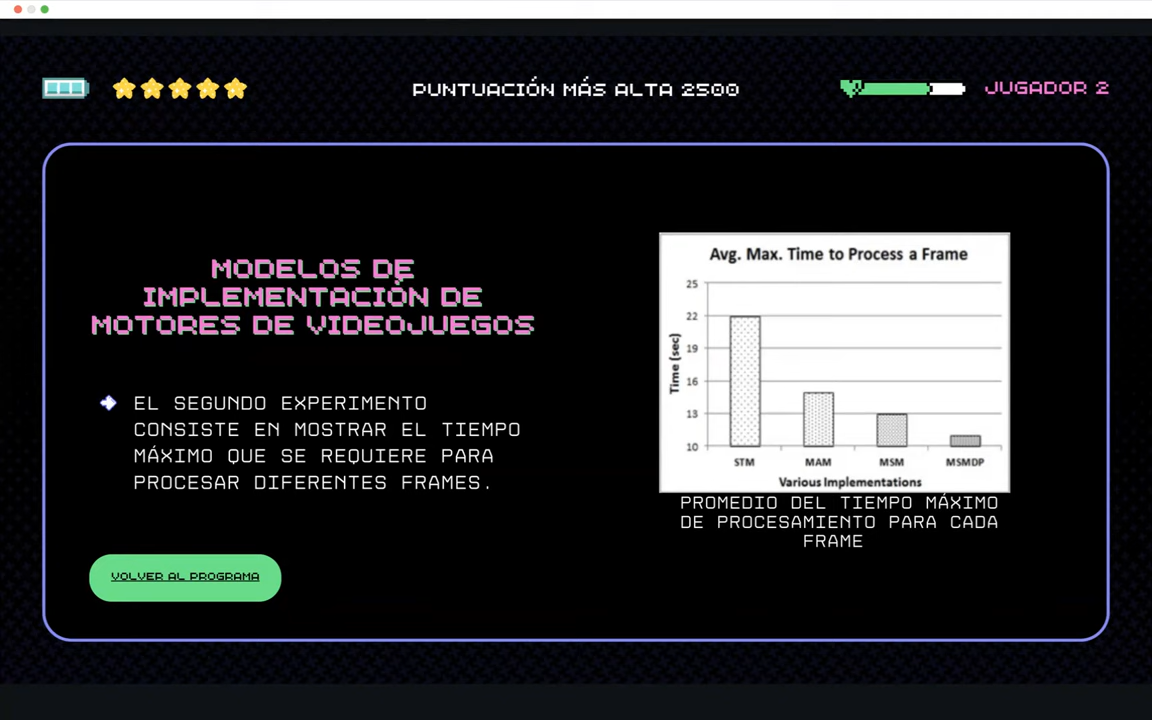 PUNTUACIÓN MÁS ALTA 2500
JUGADOR 2
MODELOS DE
IMPLEMENTACIÓN DE
MOTORES DE VIDEOJUEGOS
EL SEGUNDO EXPERIMENTO
CONSISTE EN MOSTRAR EL TIEMPO
MÁXIMO QUE SE REQUIERE PARA
PROCESAR DIFERENTES FRAMES.
VOLVER AL PROGRAMA
Avg. Max. Time to Process a Frame
Time (sec)
25
22
19
16
13
10
STM MAM MSM MSMDP
Various Implementations
PROMEDIO DEL TIEMPO MÁXIMO
DE PROCESAMIENTO PARA CADA
FRAME